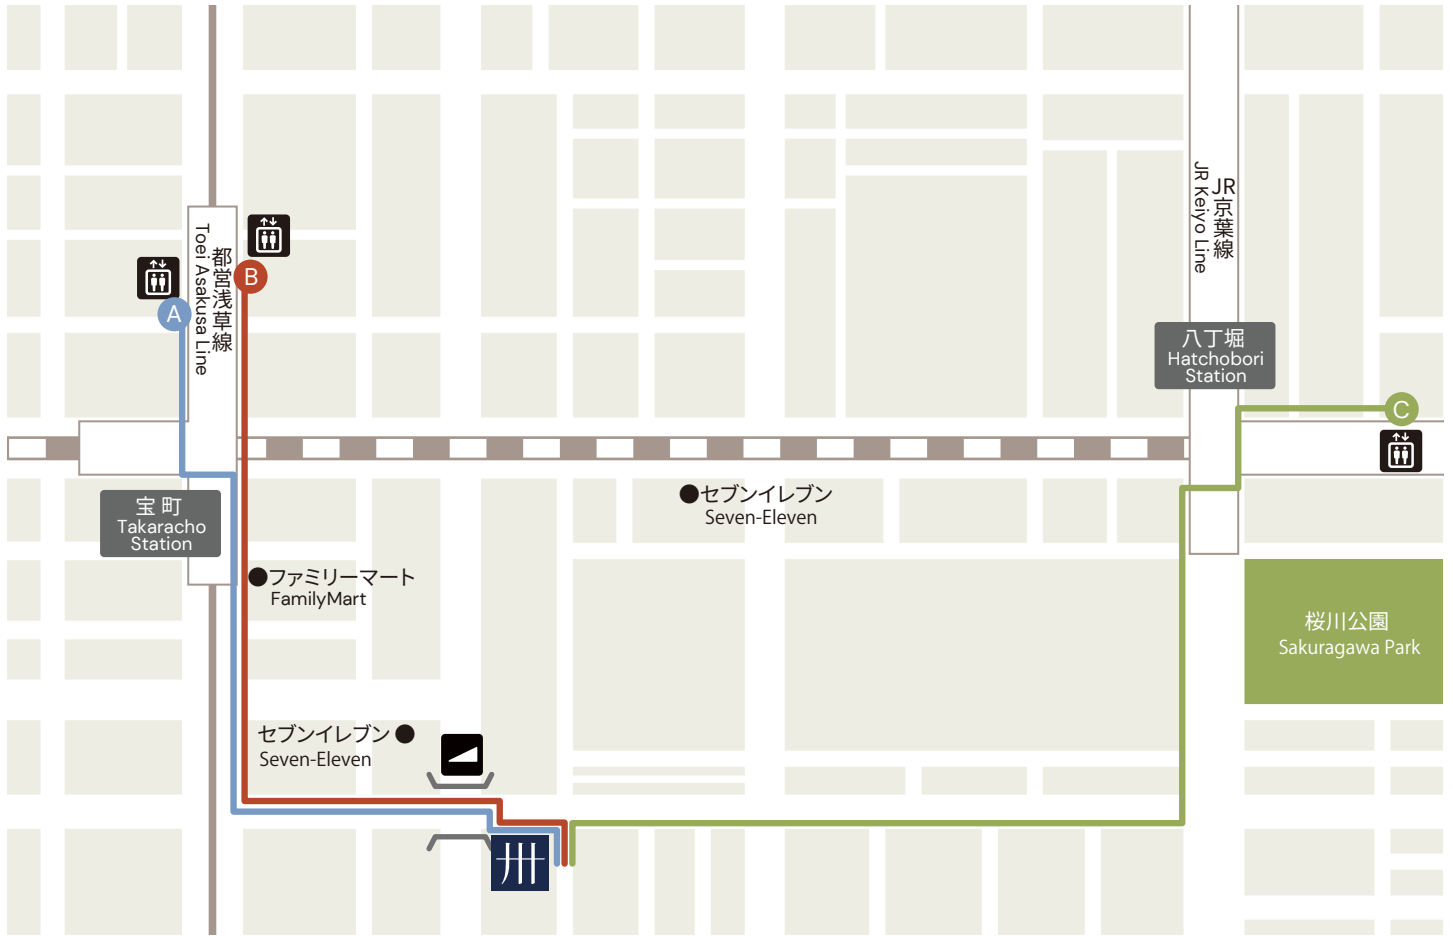 都営浅草線
Toei Asakusa Line
A
B
JR京葉線
JR Keiyo Line
八丁堀
Hatchobori
Station
C
宝町
Takaracho
Station
セブンイレブン
Seven-Eleven
ファミリーマート
FamilyMart
桜川公園
Sakuragawa Park
セブンイレブン
Seven-Eleven